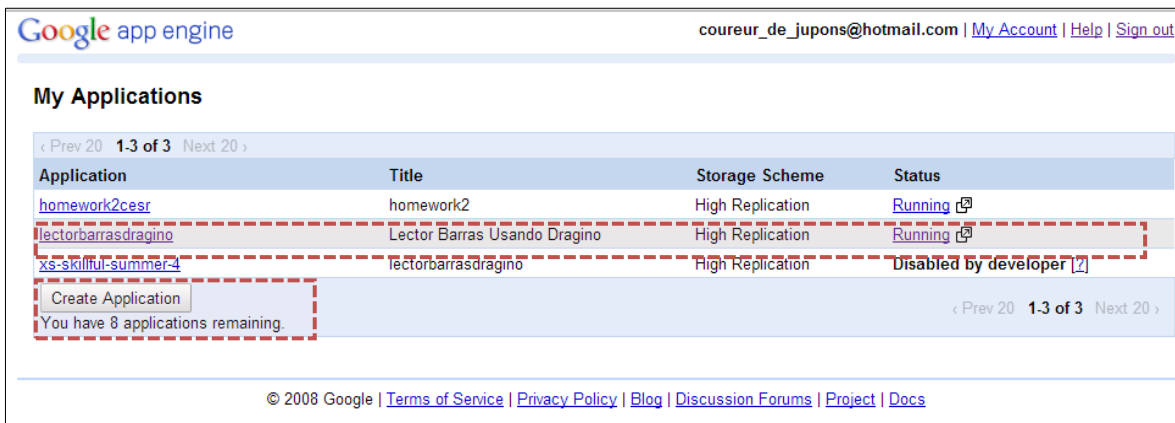 Google app engine
coureur_de_jupons@hotmail.com | My Account | Help | Sign out
My Applications
‹ Prev 20 1-3 of 3 Next 20 ›
Application Title Storage Scheme Status
homework2cesr homework2 High Replication Running
lectorbarrasdragino Lector Barras Usando Dragino High Replication Running
xs-skillful-summer-4 lectorbarrasdragino High Replication Disabled by developer [?]
Create Application
You have 8 applications remaining.
‹ Prev 20 1-3 of 3 Next 20 ›
© 2008 Google | Terms of Service | Privacy Policy | Blog | Discussion Forums | Project | Docs